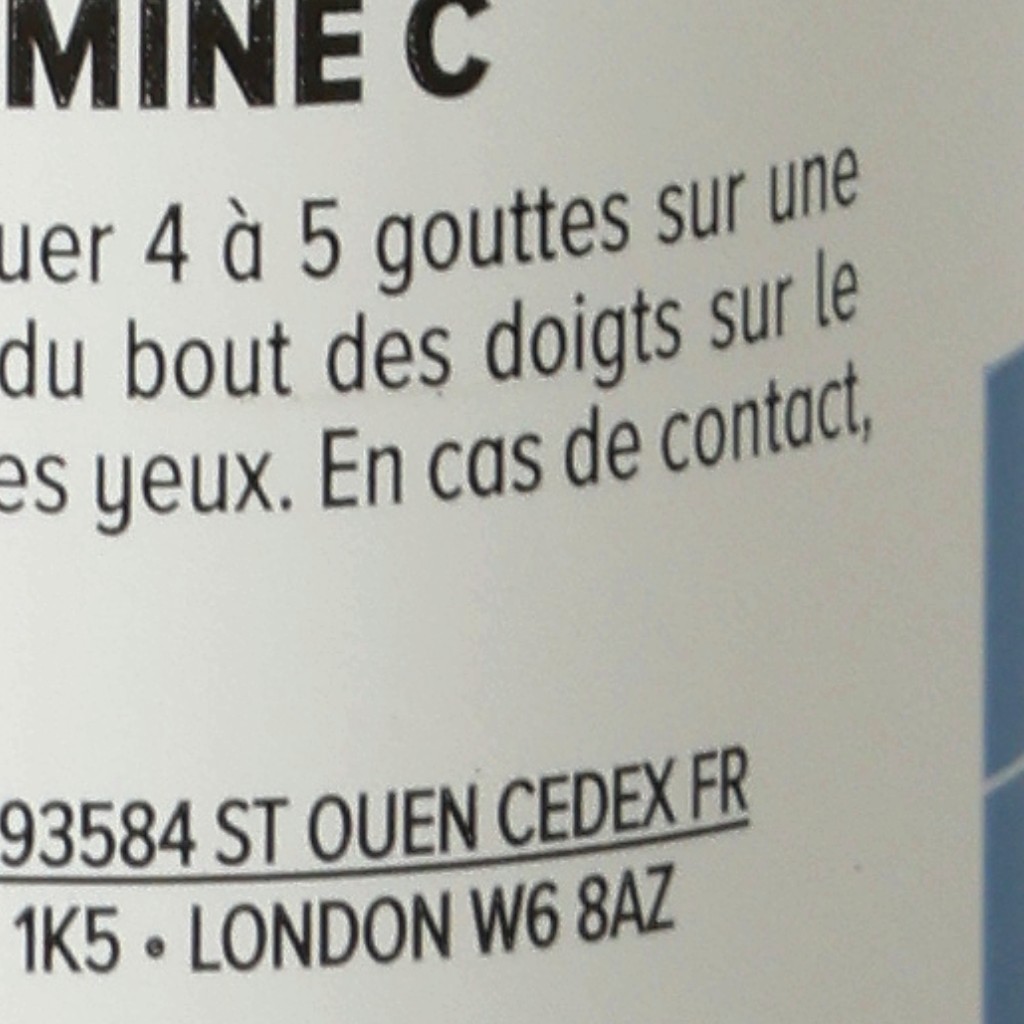 MINE C
uer 4 à 5 gouttes sur une
du bout des doigts sur le
es yeux. En cas de contact,
93584 ST OUEN CEDEX FR
1K5 • LONDON W6 8AZ